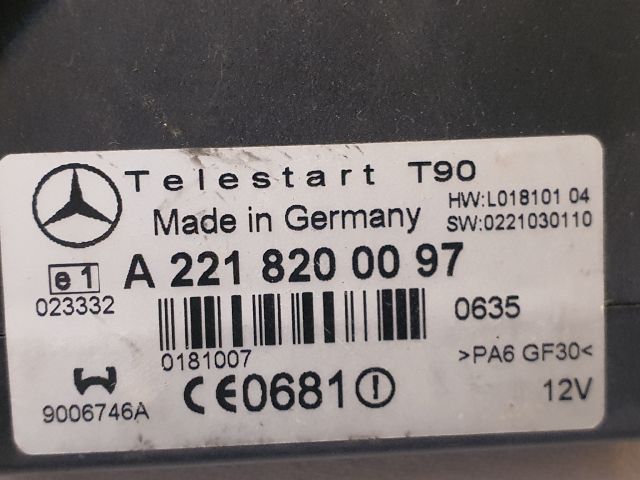 Telestart T90
HW:L018101 04
Made in Germany
SW:0221030110
e1
A 221 820 00 97
023332
0635
0181007
>PA6 GF30<
CE0681
12V
9006746A